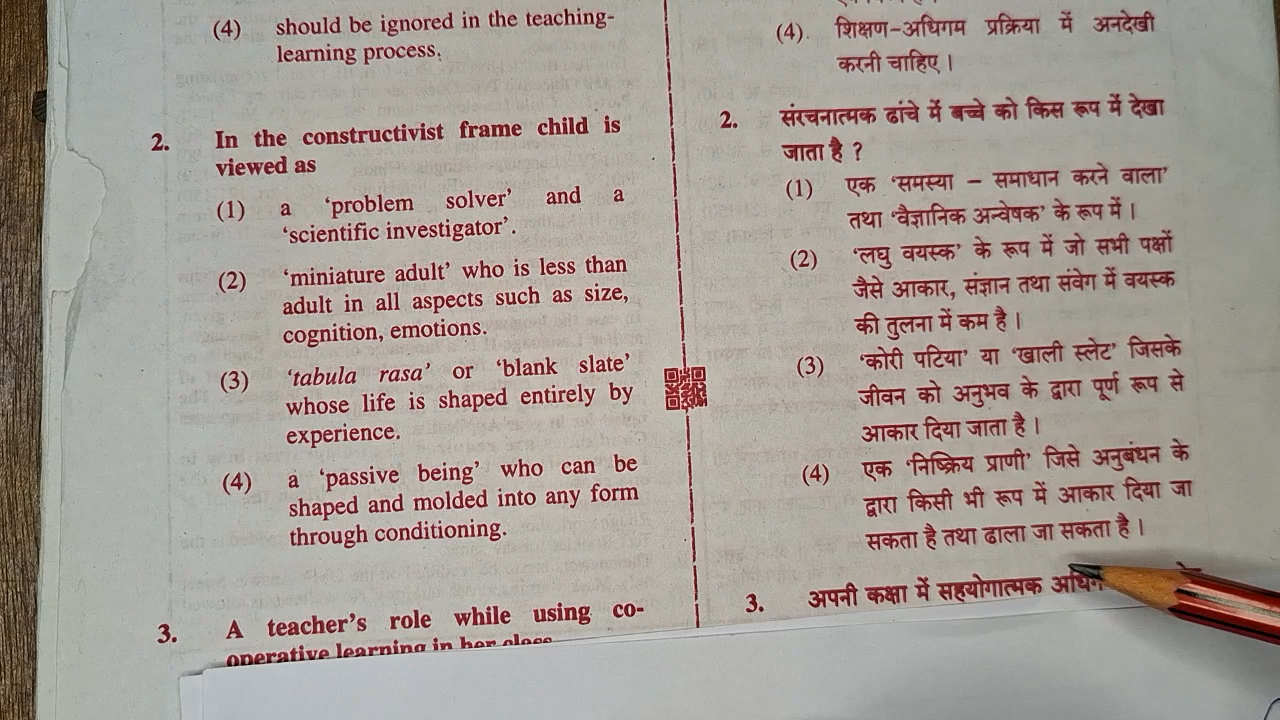 (4) should be ignored in the teaching-
learning process.
2. In the constructivist frame child is
viewed as
(1) a ‘problem solver’ and a
‘scientific investigator’.
(2) ‘miniature adult’ who is less than
adult in all aspects such as size,
cognition, emotions.
(3) ‘tabula rasa’ or ‘blank slate’
whose life is shaped entirely by
experience.
(4) a ‘passive being’ who can be
shaped and molded into any form
through conditioning.
3. A teacher’s role while using co-
operative learning in her class
(4). शिक्षण-अधिगम प्रक्रिया में अनदेखी
करनी चाहिए।
2. संरचनात्मक ढांचे में बच्चे को किस रूप में देखा
जाता है ?
(1) एक ‘समस्या – समाधान करने वाला’
तथा ‘वैज्ञानिक अन्वेषक’ के रूप में।
(2) ‘लघु वयस्क’ के रूप में जो सभी पक्षों
जैसे आकार, संज्ञान तथा संवेग में वयस्क
की तुलना में कम है।
(3) ‘कोरी पटिया’ या ‘खाली स्लेट’ जिसके
जीवन को अनुभव के द्वारा पूर्ण रूप से
आकार दिया जाता है।
(4) एक ‘निष्क्रिय प्राणी’ जिसे अनुबंधन के
द्वारा किसी भी रूप में आकार दिया जा
सकता है तथा ढाला जा सकता है।
3. अपनी कक्षा में सहयोगात्मक